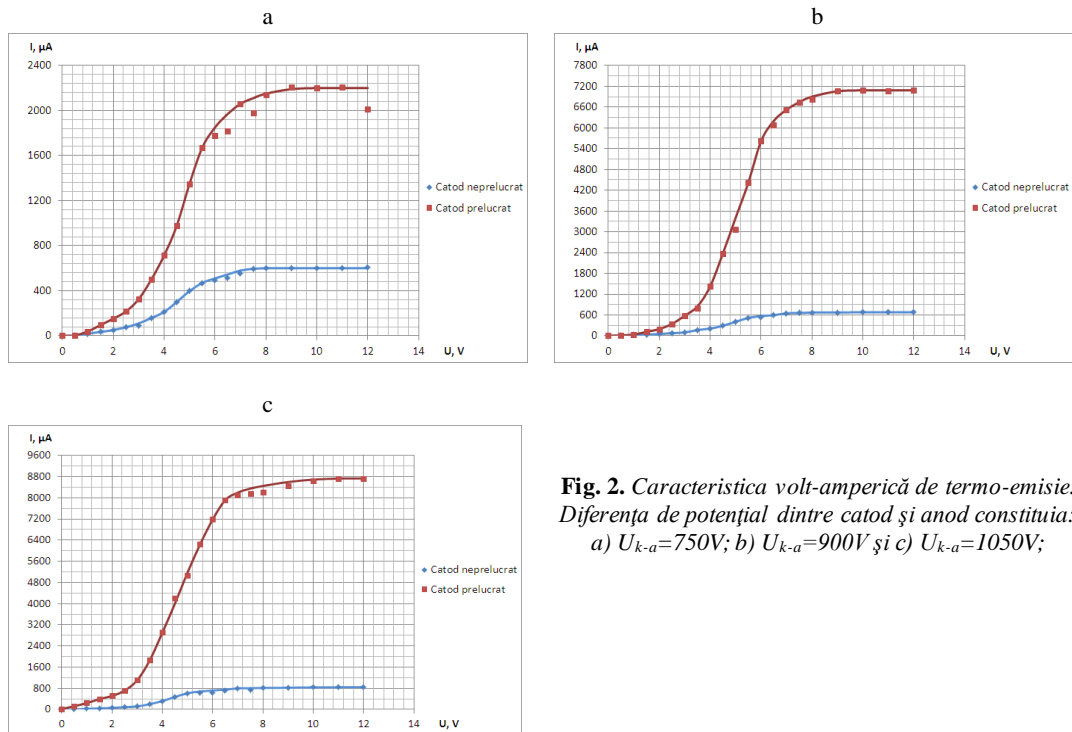 a
I, µA
2400
2000
1600
1200
800
400
0
0 2 4 6 8 10 12 14
U, V
Catod neprelucrat
Catod prelucrat
b
I, µA
7800
7200
6600
6000
5400
4800
4200
3600
3000
2400
1800
1200
600
0
0 2 4 6 8 10 12 14
U, V
Catod neprelucrat
Catod prelucrat
c
I, µA
9600
8800
8000
7200
6400
5600
4800
4000
3200
2400
1600
800
0
0 2 4 6 8 10 12 14
U, V
Catod neprelucrat
Catod prelucrat
Fig. 2. Caracteristica volt-amperică de termo-emisie.
Diferența de potențial dintre catod și anod constituia:
a) Uk-a=750V; b) Uk-a=900V și c) Uk-a=1050V;